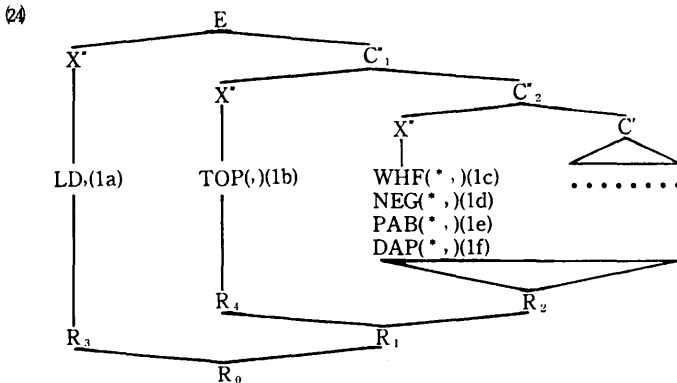 (24)
E
X" C"₁
X" C"₂
X" C'
LD,(1a) TOP(,)(1b) WHF(*,)(1c) ........
NEG(*,)(1d)
PAB(*,)(1e)
DAP(*,)(1f)
R₄ R₂
R₃ R₁
R₀